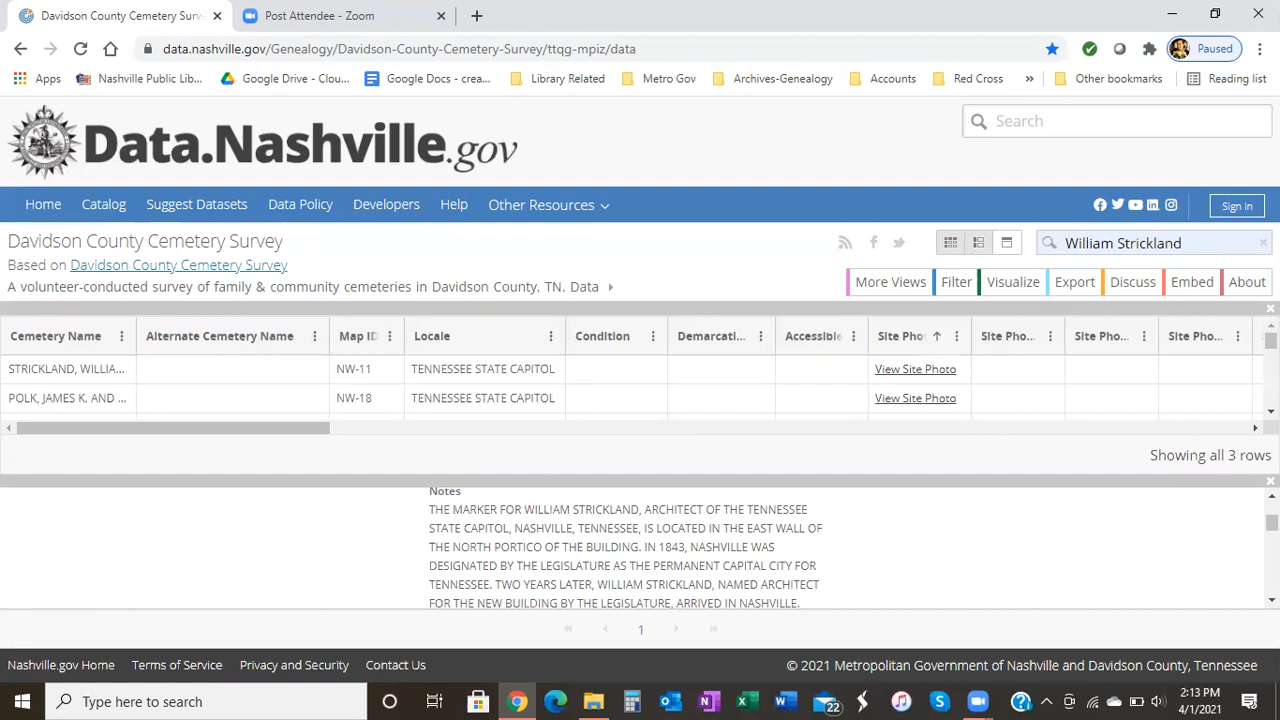 Davidson County Cemetery Surv
Post Attendee - Zoom
data.nashville.gov/Genealogy/Davidson-County-Cemetery-Survey/ttqg-mpiz/data
Paused
Apps
Nashville Public Lib...
Google Drive - Clou...
Google Docs - crea...
Library Related
Metro Gov
Archives-Genealogy
Accounts
Red Cross
»
Other bookmarks
Reading list
Data.Nashville.gov
Search
Home
Catalog
Suggest Datasets
Data Policy
Developers
Help
Other Resources
Sign In
Davidson County Cemetery Survey
William Strickland
Based on Davidson County Cemetery Survey
A volunteer-conducted survey of family & community cemeteries in Davidson County, TN. Data
More Views
Filter
Visualize
Export
Discuss
Embed
About
Cemetery Name
Alternate Cemetery Name
Map ID
Locale
Condition
Demarcati...
Accessible
Site Pho
Site Pho...
Site Pho...
Site Pho...
STRICKLAND, WILLIA...
NW-11
TENNESSEE STATE CAPITOL
View Site Photo
POLK, JAMES K. AND ...
NW-18
TENNESSEE STATE CAPITOL
View Site Photo
Showing all 3 rows
Notes
THE MARKER FOR WILLIAM STRICKLAND, ARCHITECT OF THE TENNESSEE
STATE CAPITOL, NASHVILLE, TENNESSEE, IS LOCATED IN THE EAST WALL OF
THE NORTH PORTICO OF THE BUILDING. IN 1843, NASHVILLE WAS
DESIGNATED BY THE LEGISLATURE AS THE PERMANENT CAPITAL CITY FOR
TENNESSEE. TWO YEARS LATER, WILLIAM STRICKLAND, NAMED ARCHITECT
FOR THE NEW BUILDING BY THE LEGISLATURE, ARRIVED IN NASHVILLE.
1
Nashville.gov Home
Terms of Service
Privacy and Security
Contact Us
© 2021 Metropolitan Government of Nashville and Davidson County, Tennessee
Type here to search
22
2:13 PM
4/1/2021